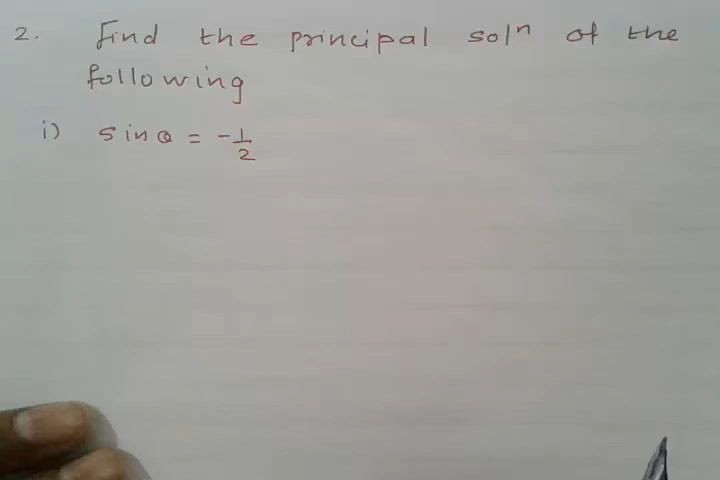 2. Find the principal solⁿ of the
following
i) sin θ = -1/2